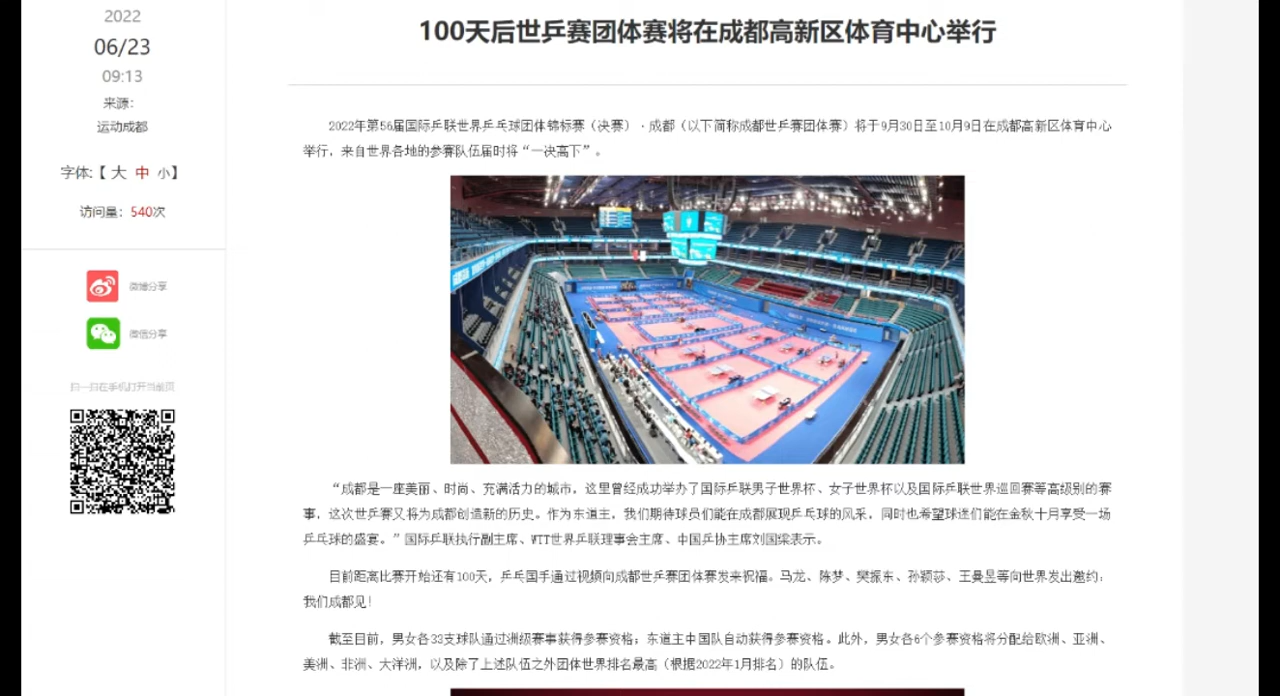 2022
06/23
09:13
来源：
运动成都
字体:【 大 中 小】
访问量： 540次
微博分享
微信分享
扫一扫在手机打开当前页
100天后世乒赛团体赛将在成都高新区体育中心举行
2022年第56届国际乒联世界乒乓球团体锦标赛（决赛）·成都（以下简称成都世乒赛团体赛）将于9月30日至10月9日在成都高新区体育中心
举行，来自世界各地的参赛队伍届时将“一决高下”。
“成都是一座美丽、时尚、充满活力的城市，这里曾经成功举办了国际乒联男子世界杯、女子世界杯以及国际乒联世界巡回赛等高级别的赛
事，这次世乒赛又将为成都创造新的历史。作为东道主，我们期待球员们能在成都展现乒乓球的风采，同时也希望球迷们能在金秋十月享受一场
乒乓球的盛宴。”国际乒联执行副主席、WTT世界乒联理事会主席、中国乒协主席刘国梁表示。
目前距离比赛开始还有100天，乒乓国手通过视频向成都世乒赛团体赛发来祝福。马龙、陈梦、樊振东、孙颖莎、王曼昱等向世界发出邀约：
我们成都见！
截至目前，男女各33支球队通过洲级赛事获得参赛资格；东道主中国队自动获得参赛资格。此外，男女各6个参赛资格将分配给欧洲、亚洲、
美洲、非洲、大洋洲，以及除了上述队伍之外团体世界排名最高（根据2022年1月排名）的队伍。